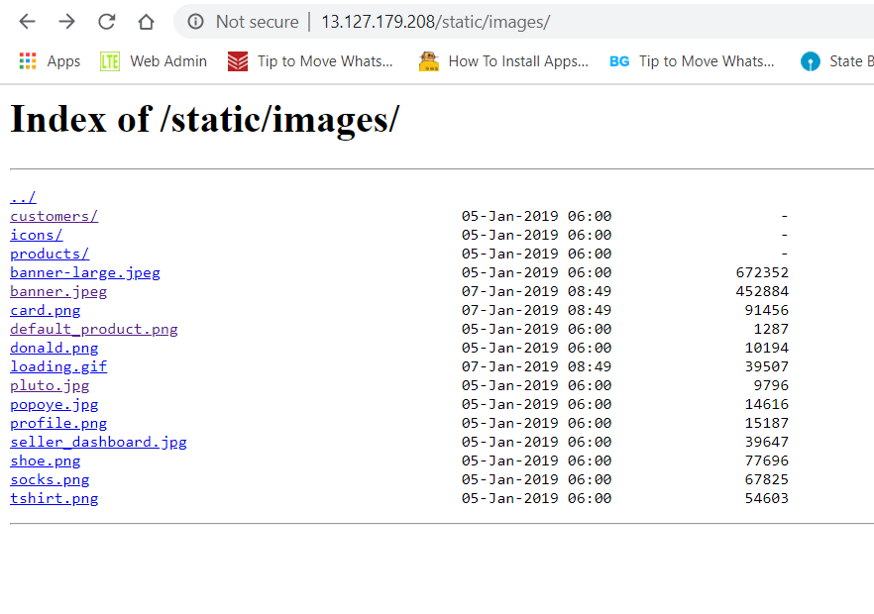 Not secure | 13.127.179.208/static/images/
Apps LTE Web Admin Tip to Move Whats... How To Install Apps... BG Tip to Move Whats... State B
Index of /static/images/
../
customers/ 05-Jan-2019 06:00 -
icons/ 05-Jan-2019 06:00 -
products/ 05-Jan-2019 06:00 -
banner-large.jpeg 05-Jan-2019 06:00 672352
banner.jpeg 07-Jan-2019 08:49 452884
card.png 07-Jan-2019 08:49 91456
default_product.png 05-Jan-2019 06:00 1287
donald.png 05-Jan-2019 06:00 10194
loading.gif 07-Jan-2019 08:49 39507
pluto.jpg 05-Jan-2019 06:00 9796
popoye.jpg 05-Jan-2019 06:00 14616
profile.png 05-Jan-2019 06:00 15187
seller_dashboard.jpg 05-Jan-2019 06:00 39647
shoe.png 05-Jan-2019 06:00 77696
socks.png 05-Jan-2019 06:00 67825
tshirt.png 05-Jan-2019 06:00 54603